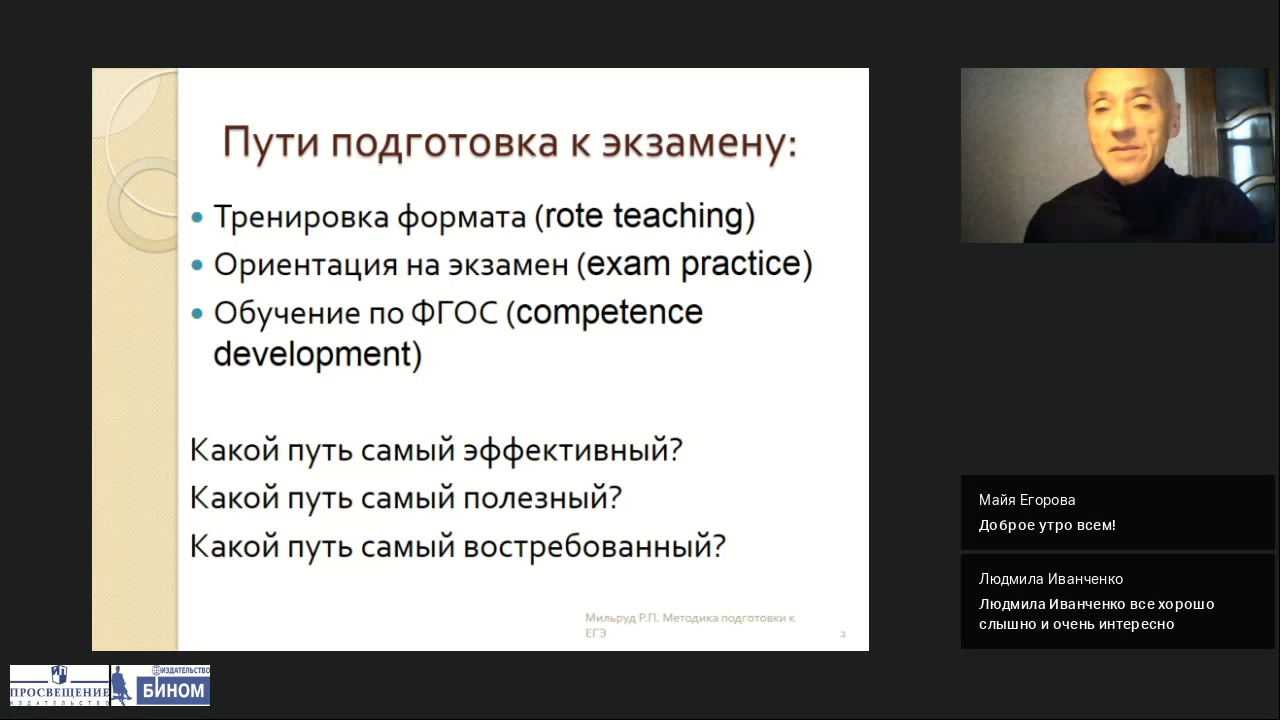 Пути подготовка к экзамену:
Тренировка формата (rote teaching)
Ориентация на экзамен (exam practice)
Обучение по ФГОС (competence
development)
Какой путь самый эффективный?
Какой путь самый полезный?
Какой путь самый востребованный?
Мильруд Р.П. Методика подготовки к
ЕГЭ
2
Майя Егорова
Доброе утро всем!
Людмила Иванченко
Людмила Иванченко все хорошо
слышно и очень интересно
ПРОСВЕЩЕНИЕ
ИЗДАТЕЛЬСТВО
ИЗДАТЕЛЬСТВО
БИНОМ